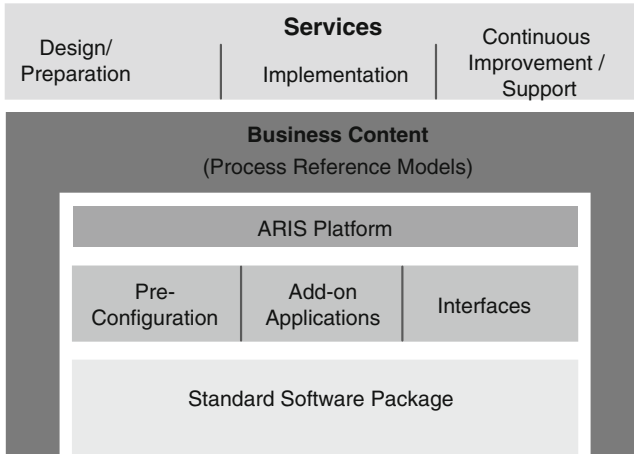 Services
Design/
Preparation
Implementation
Continuous
Improvement /
Support
Business Content
(Process Reference Models)
ARIS Platform
Pre-
Configuration
Add-on
Applications
Interfaces
Standard Software Package